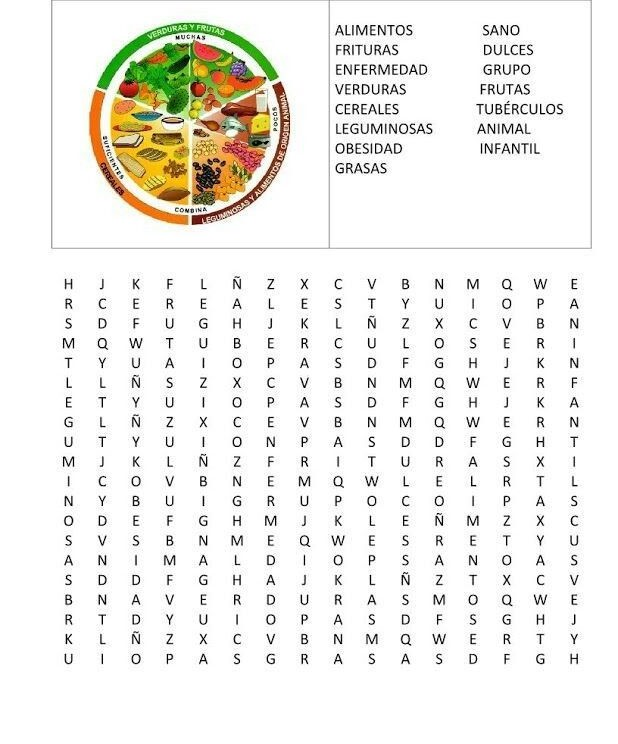 VERDURAS Y FRUTAS
MUCHAS
SUFICIENTES
CEREALES
COMBINA
LEGUMINOSAS Y ALIMENTOS DE ORIGEN ANIMAL
POCOS
ALIMENTOS SANO
FRITURAS DULCES
ENFERMEDAD GRUPO
VERDURAS FRUTAS
CEREALES TUBÉRCULOS
LEGUMINOSAS ANIMAL
OBESIDAD INFANTIL
GRASAS
H J K F L Ñ Z X C V B N M Q W E
R C E R E A L E S T Y U I O P A
S D F U G H J K L Ñ Z X C V B N
M Q W T U B E R C U L O S E R I
T Y U A I O P A S D F G H J K N
L L Ñ S Z X C V B N M Q W E R F
E T Y U I O P A S D F G H J K A
G L Ñ Z X C E V B N M Q W E R N
U T Y U I O N P A S D D F G H T
M J K L Ñ Z F R I T U R A S X I
I C O V B N E M Q W L E L R T L
N Y B U I G R U P O C O I P A S
O D E F G H M J K L E Ñ M Z X C
S V S B N M E Q W E S R E T Y U
A N I M A L D I O P S A N O A S
S D D F G H A J K L Ñ Z T X C V
B N A V E R D U R A S M O Q W E
R T D Y U I O P A S D F S G H J
K L Ñ Z X C V B N M Q W E R T Y
U I O P A S G R A S A S D F G H